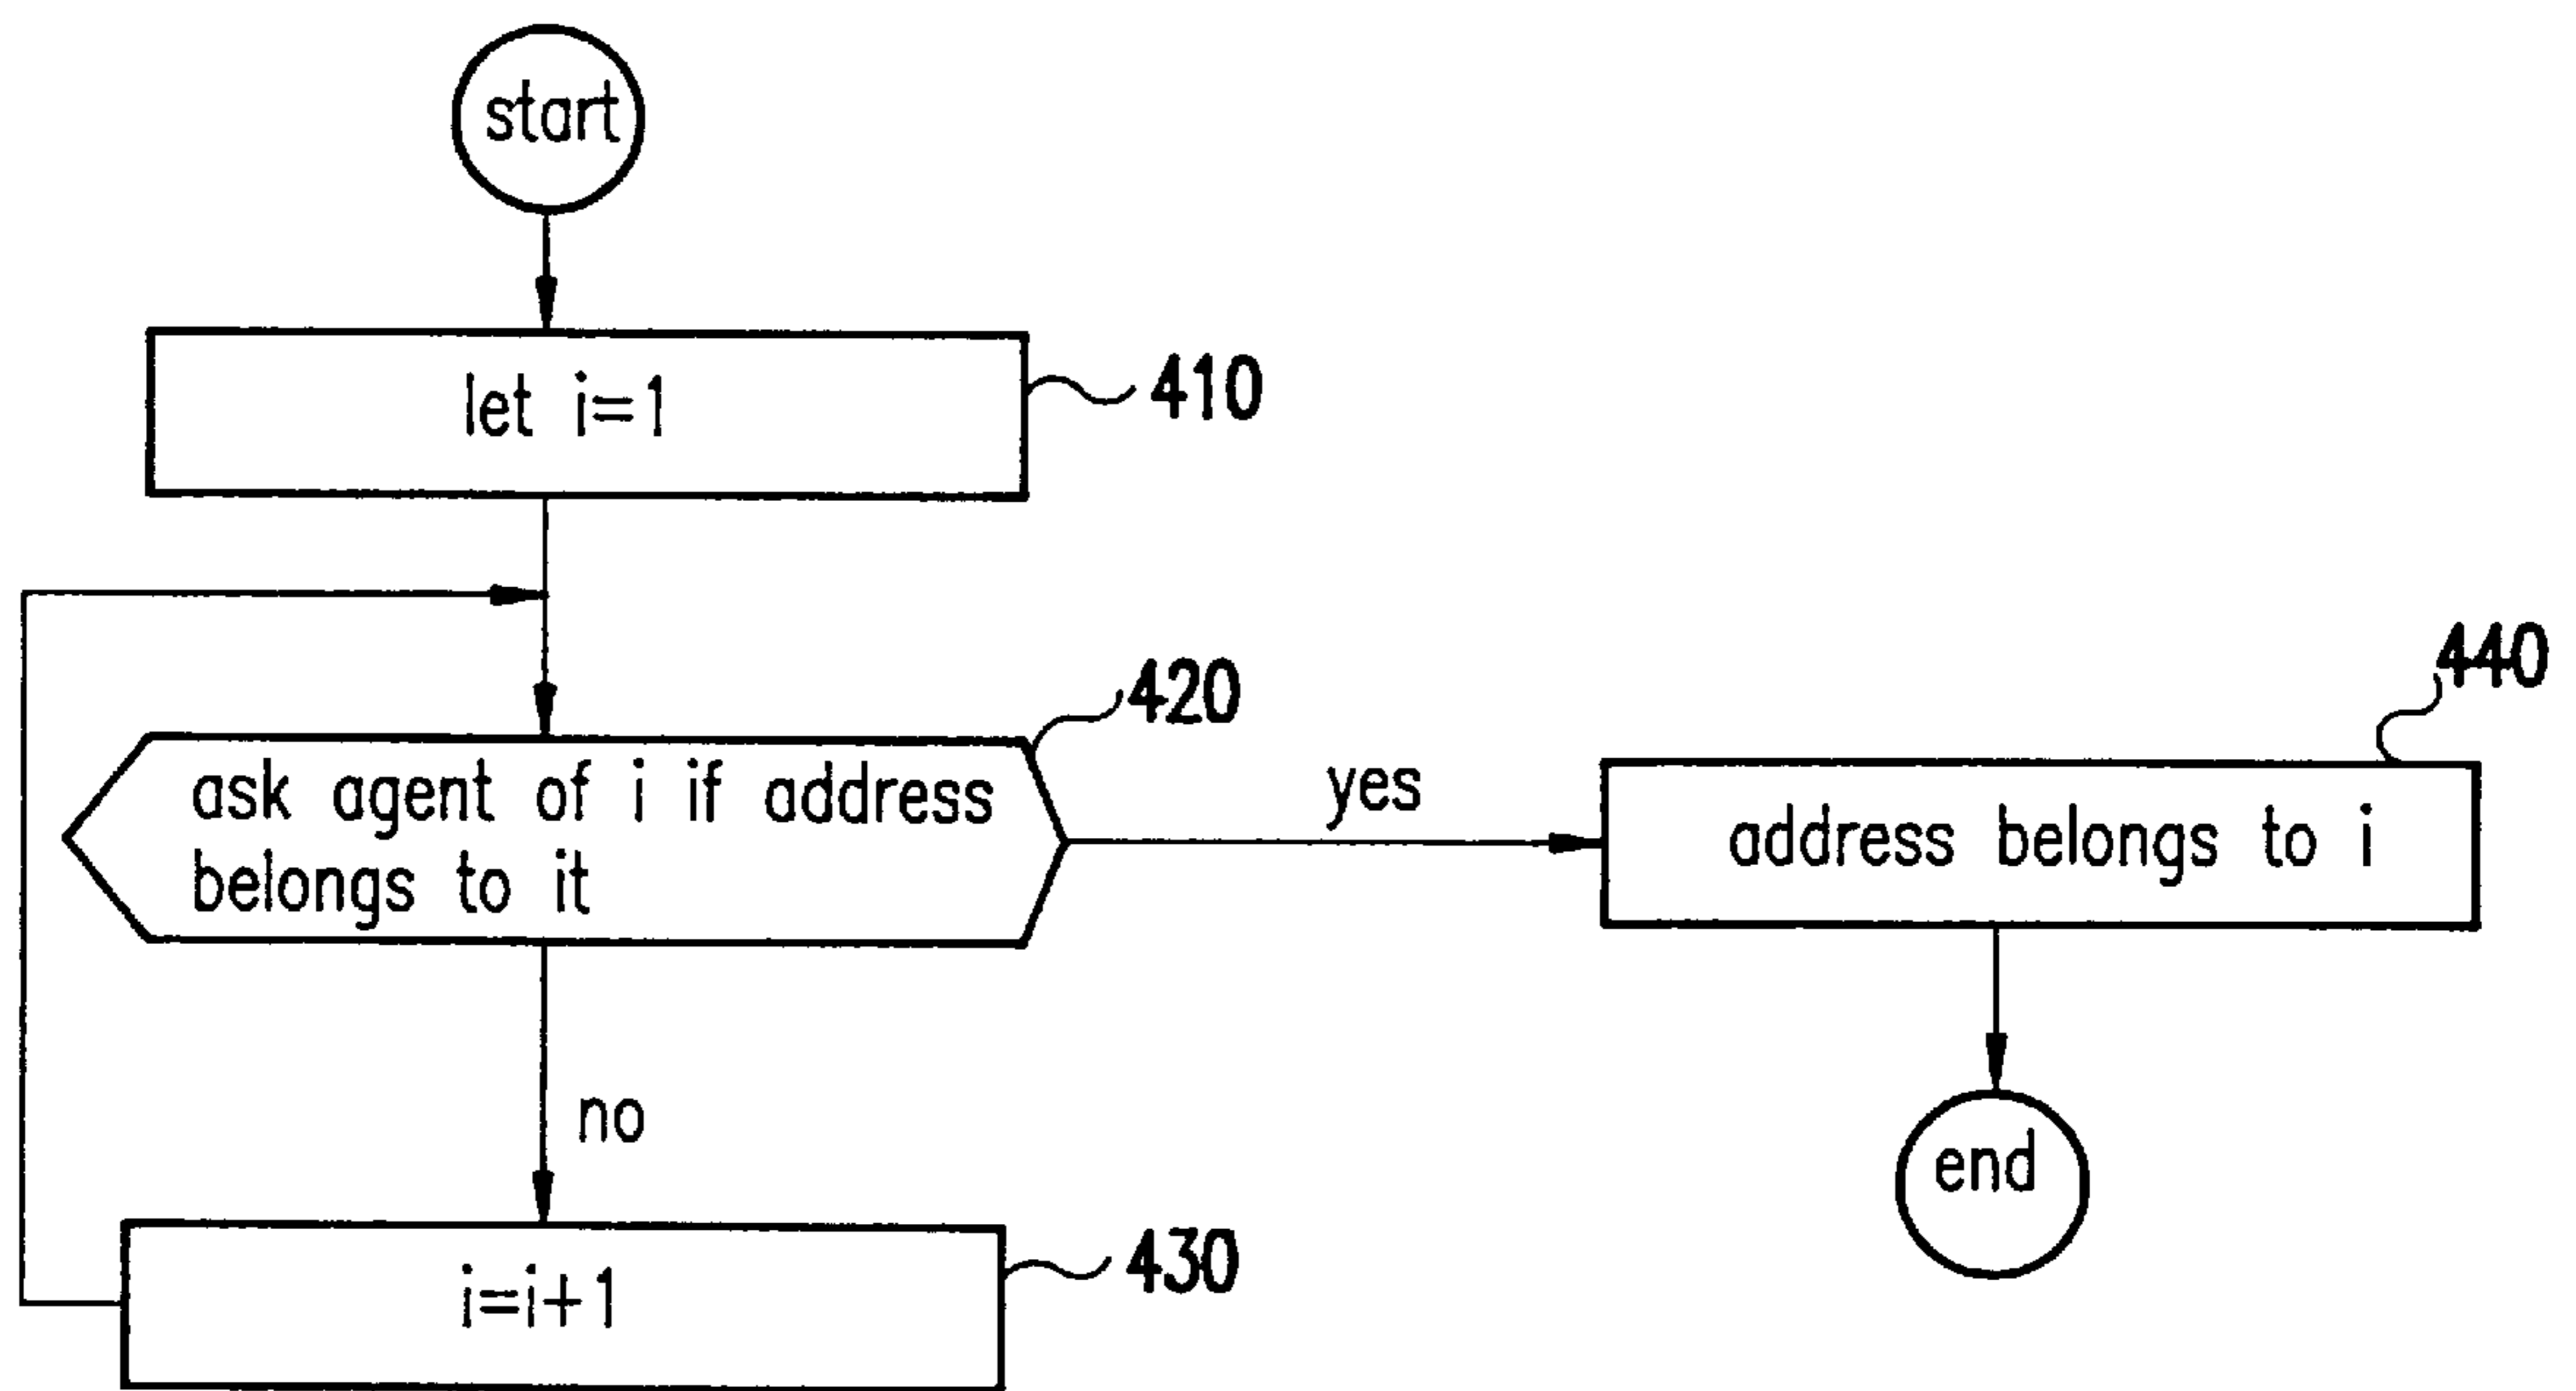 start
let i=1
410
420
ask agent of i if address
belongs to it
yes
440
address belongs to i
no
end
i=i+1
430